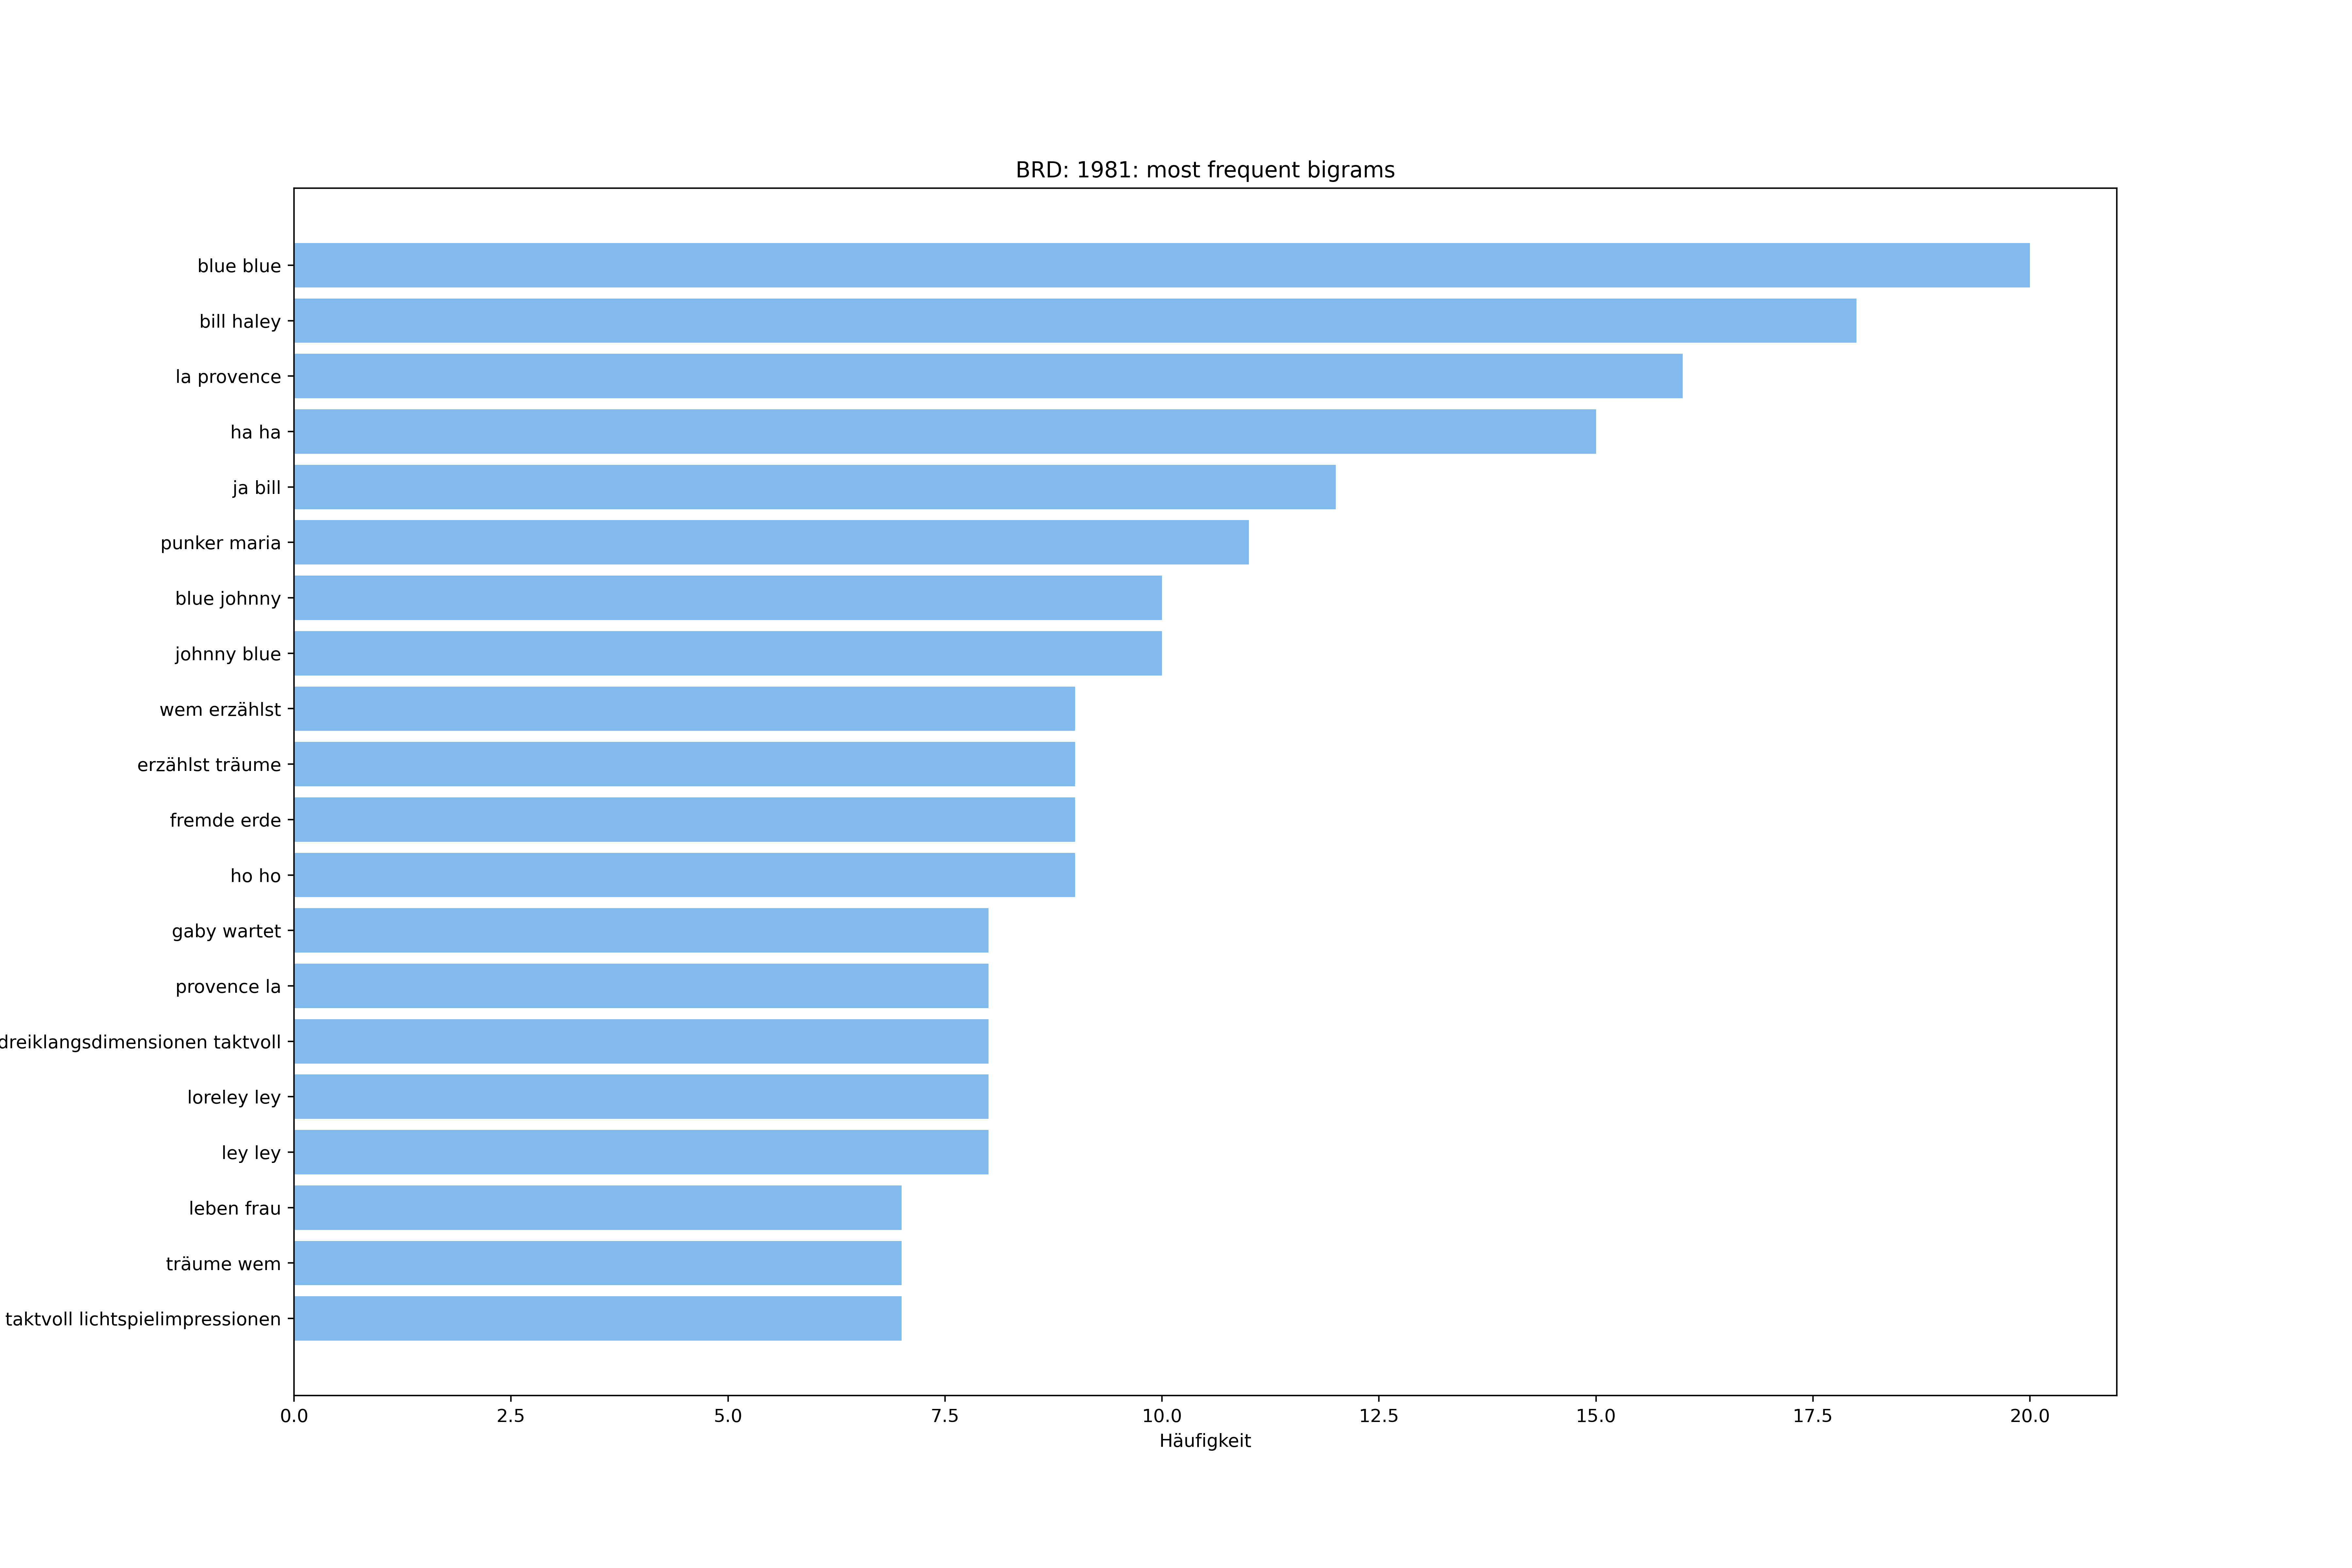 BRD: 1981: most frequent bigrams
blue blue
bill haley
la provence
ha ha
ja bill
punker maria
blue johnny
johnny blue
wem erzählst
erzählst träume
fremde erde
ho ho
gaby wartet
provence la
dreiklangsdimensionen taktvoll
loreley ley
ley ley
leben frau
träume wem
taktvoll lichtspielimpressionen
0.0 2.5 5.0 7.5 10.0 12.5 15.0 17.5 20.0
Häufigkeit